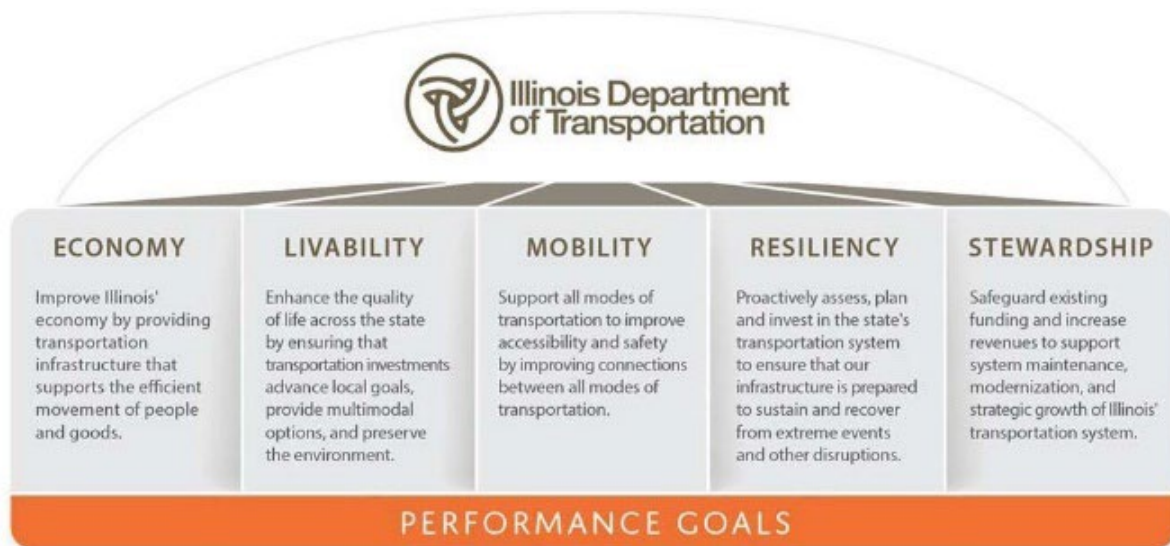 Illinois Department
of Transportation
ECONOMY
Improve Illinois'
economy by providing
transportation
infrastructure that
supports the efficient
movement of people
and goods.
LIVABILITY
Enhance the quality
of life across the state
by ensuring that
transportation investments
advance local goals,
provide multimodal
options, and preserve
the environment.
MOBILITY
Support all modes of
transportation to improve
accessibility and safety
by improving connections
between all modes of
transportation.
RESILIENCY
Proactively assess, plan
and invest in the state's
transportation system
to ensure that our
infrastructure is prepared
to sustain and recover
from extreme events
and other disruptions.
STEWARDSHIP
Safeguard existing
funding and increase
revenues to support
system maintenance,
modernization, and
strategic growth of Illinois'
transportation system.
PERFORMANCE GOALS